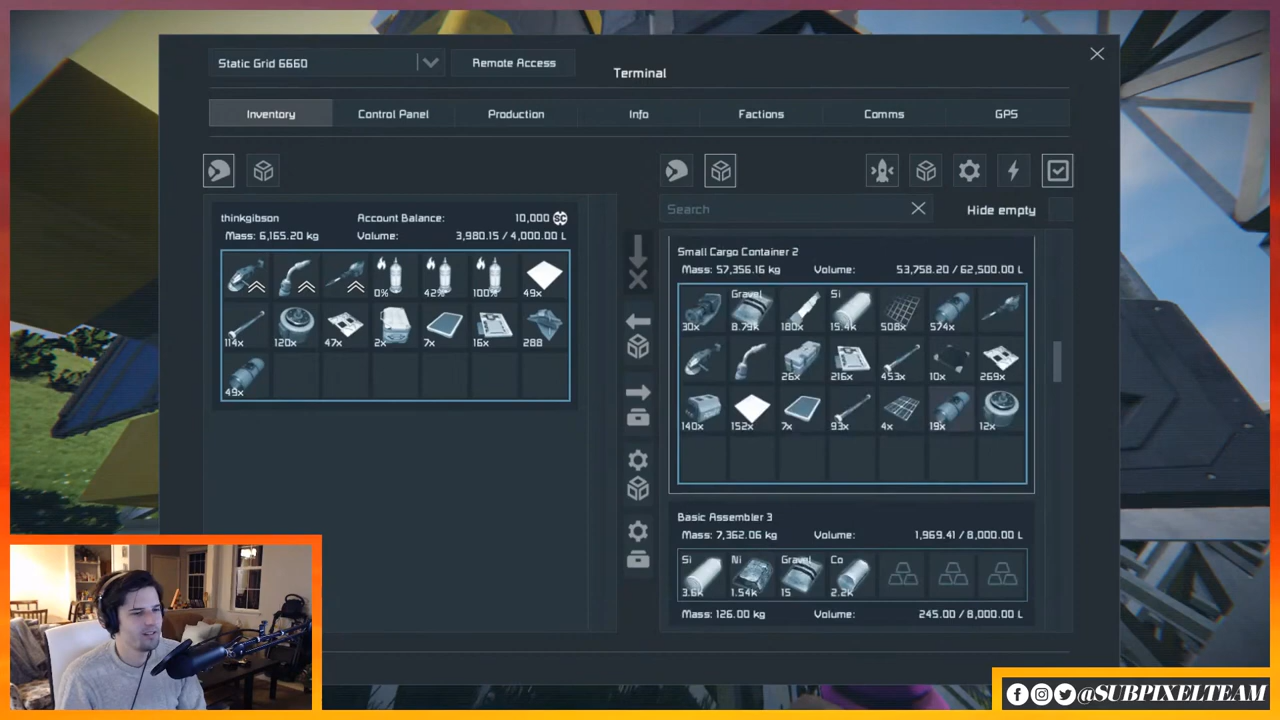 Static Grid 6660
Remote Access
Terminal
Inventory
Control Panel
Production
Info
Factions
Comms
GPS
Search
Hide empty
thinkgibson
Account Balance:
10,000 SC
Mass: 6,165.20 kg
Volume:
3,980.15 / 4,000.00 L
0%
42%
100%
49x
114x
120x
47x
2x
7x
16x
288
49x
Small Cargo Container 2
Mass: 57,356.16 kg
Volume:
53,758.20 / 62,500.00 L
Gravel
Si
30x
8.79k
180x
15.4k
508x
574x
26x
216x
453x
10x
269x
140x
152x
7x
93x
4x
19x
12x
Basic Assembler 3
Mass: 7,362.06 kg
Volume:
1,969.41 / 8,000.00 L
Si
Ni
Gravel
Co
3.6k
1.54k
15
2.2k
Mass: 126.00 kg
Volume:
245.00 / 8,000.00 L
@SUBPIXELTEAM